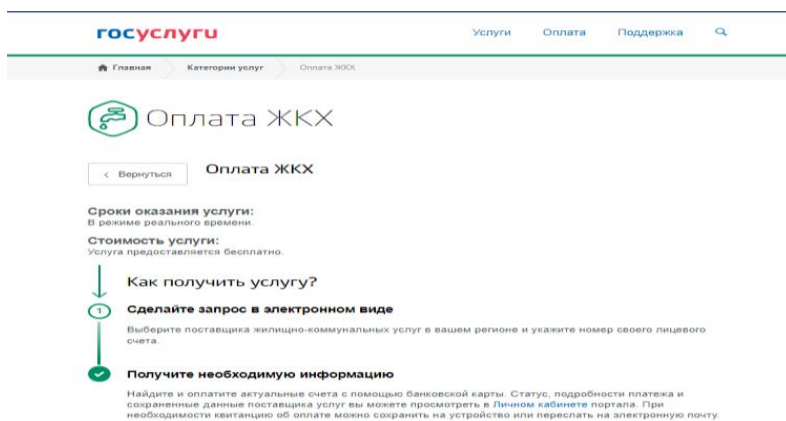 госуслуги
Услуги Оплата Поддержка
Главная Категории услуг Оплата ЖКХ
Оплата ЖКХ
< Вернуться Оплата ЖКХ
Сроки оказания услуги:
В режиме реального времени.
Стоимость услуги:
Услуга предоставляется бесплатно.
Как получить услугу?
1 Сделайте запрос в электронном виде
Выберите поставщика жилищно-коммунальных услуг в вашем регионе и укажите номер своего лицевого
счета.
Получите необходимую информацию
Найдите и оплатите актуальные счета с помощью банковской карты. Статус, подробности платежа и
сохраненные данные поставщика услуг вы можете просмотреть в Личном кабинете портала. При
необходимости квитанцию об оплате можно сохранить на устройство или переслать на электронную почту.